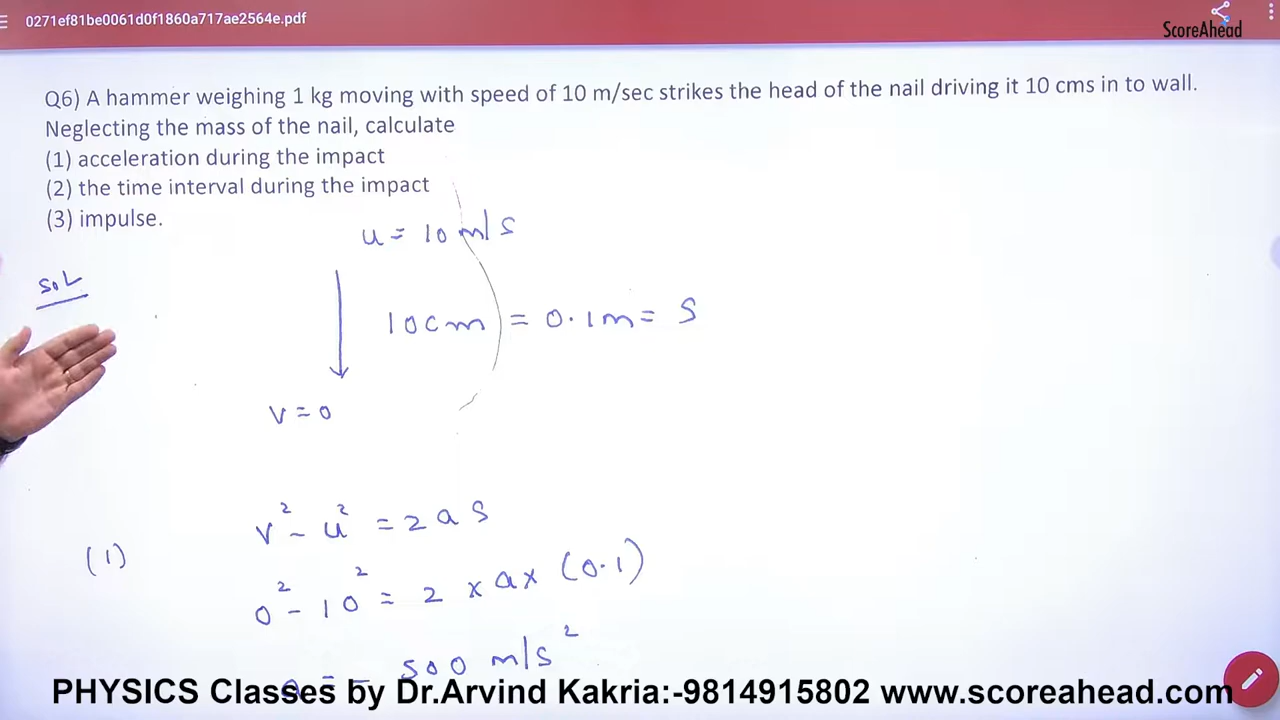 0271ef81be0061d0f1860a717ae2564e.pdf
ScoreAhead
Q6) A hammer weighing 1 kg moving with speed of 10 m/sec strikes the head of the nail driving it 10 cms in to wall.
Neglecting the mass of the nail, calculate
(1) acceleration during the impact
(2) the time interval during the impact
(3) impulse.
u = 10 m/s
SOL
10cm = 0.1m = S
v = 0
v² - u² = 2 a S
(1)
0² - 10² = 2 x a x (0.1)
a = - 500 m/s²
PHYSICS Classes by Dr.Arvind Kakria:-9814915802 www.scoreahead.com